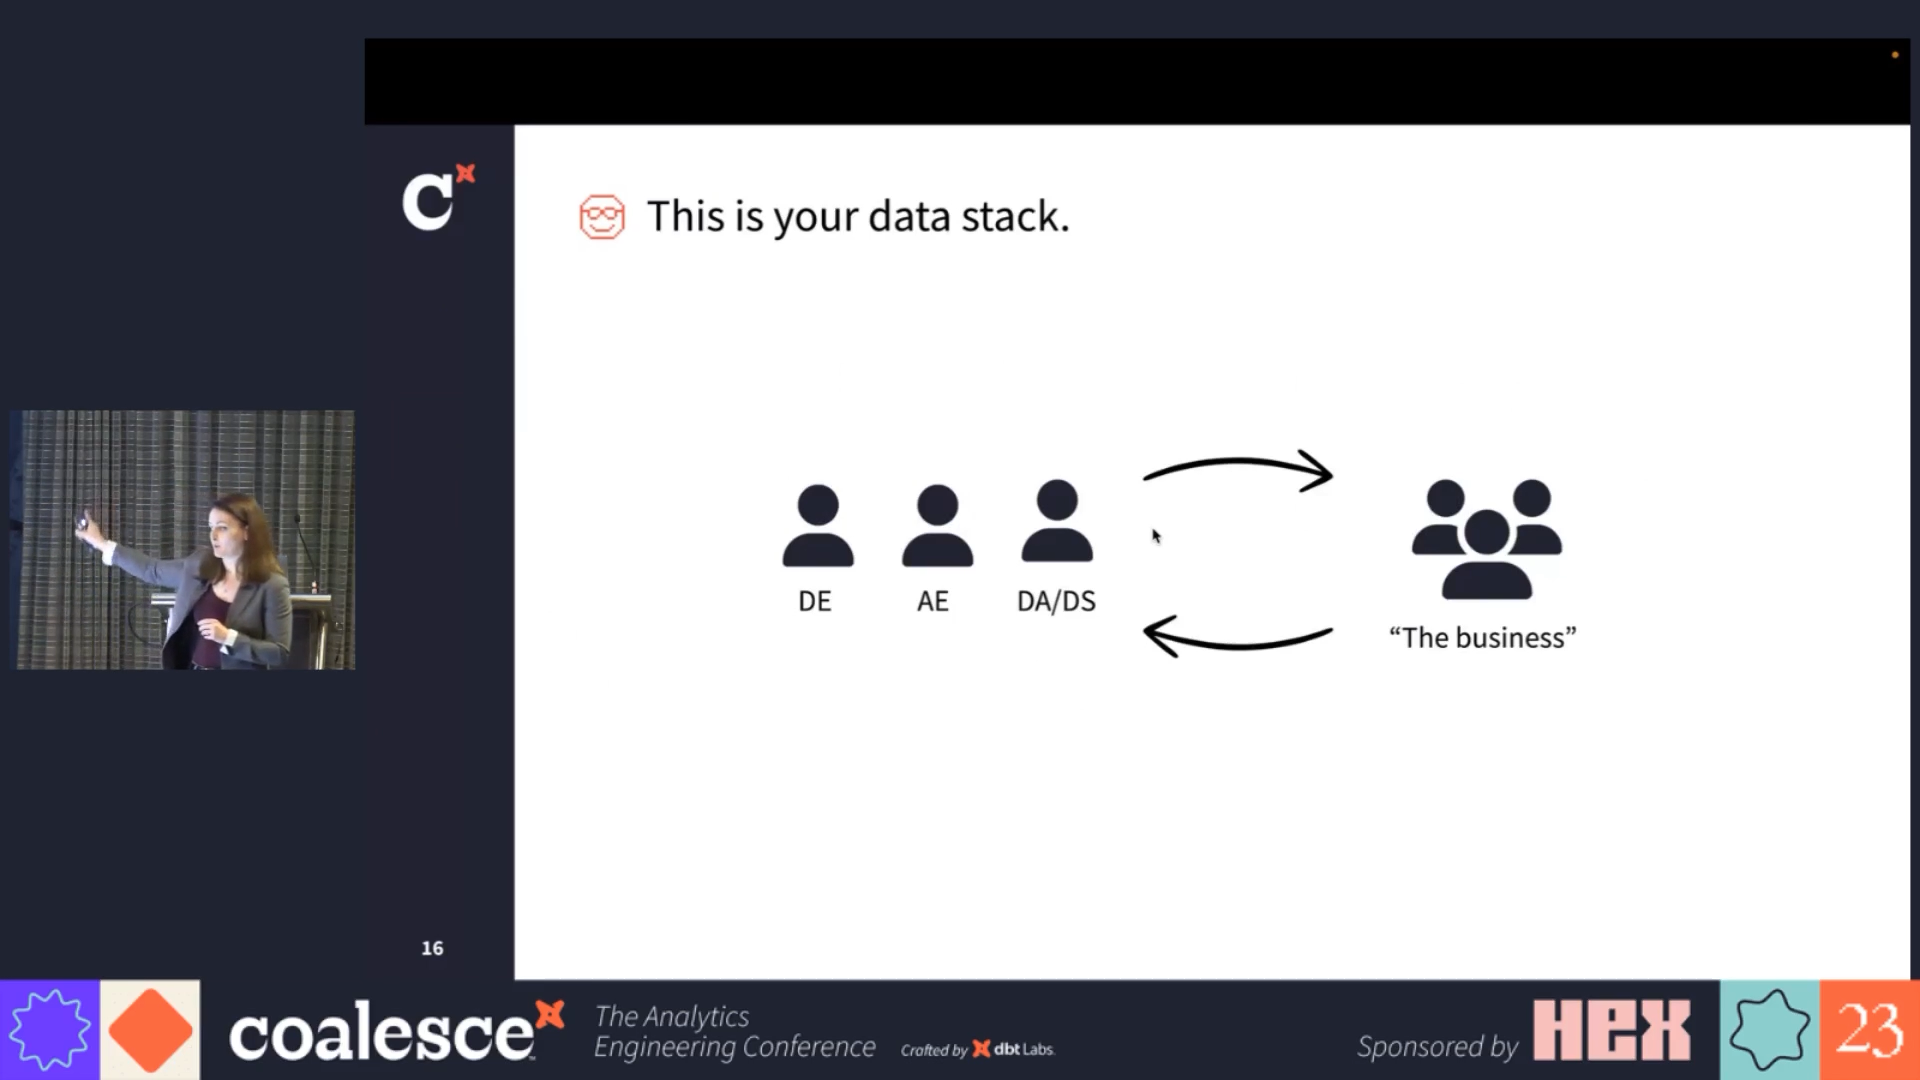 C
This is your data stack.
DE
AE
DA/DS
“The business”
16
coalesce
The Analytics
Engineering Conference
Crafted by dbt Labs
Sponsored by
HEX
23